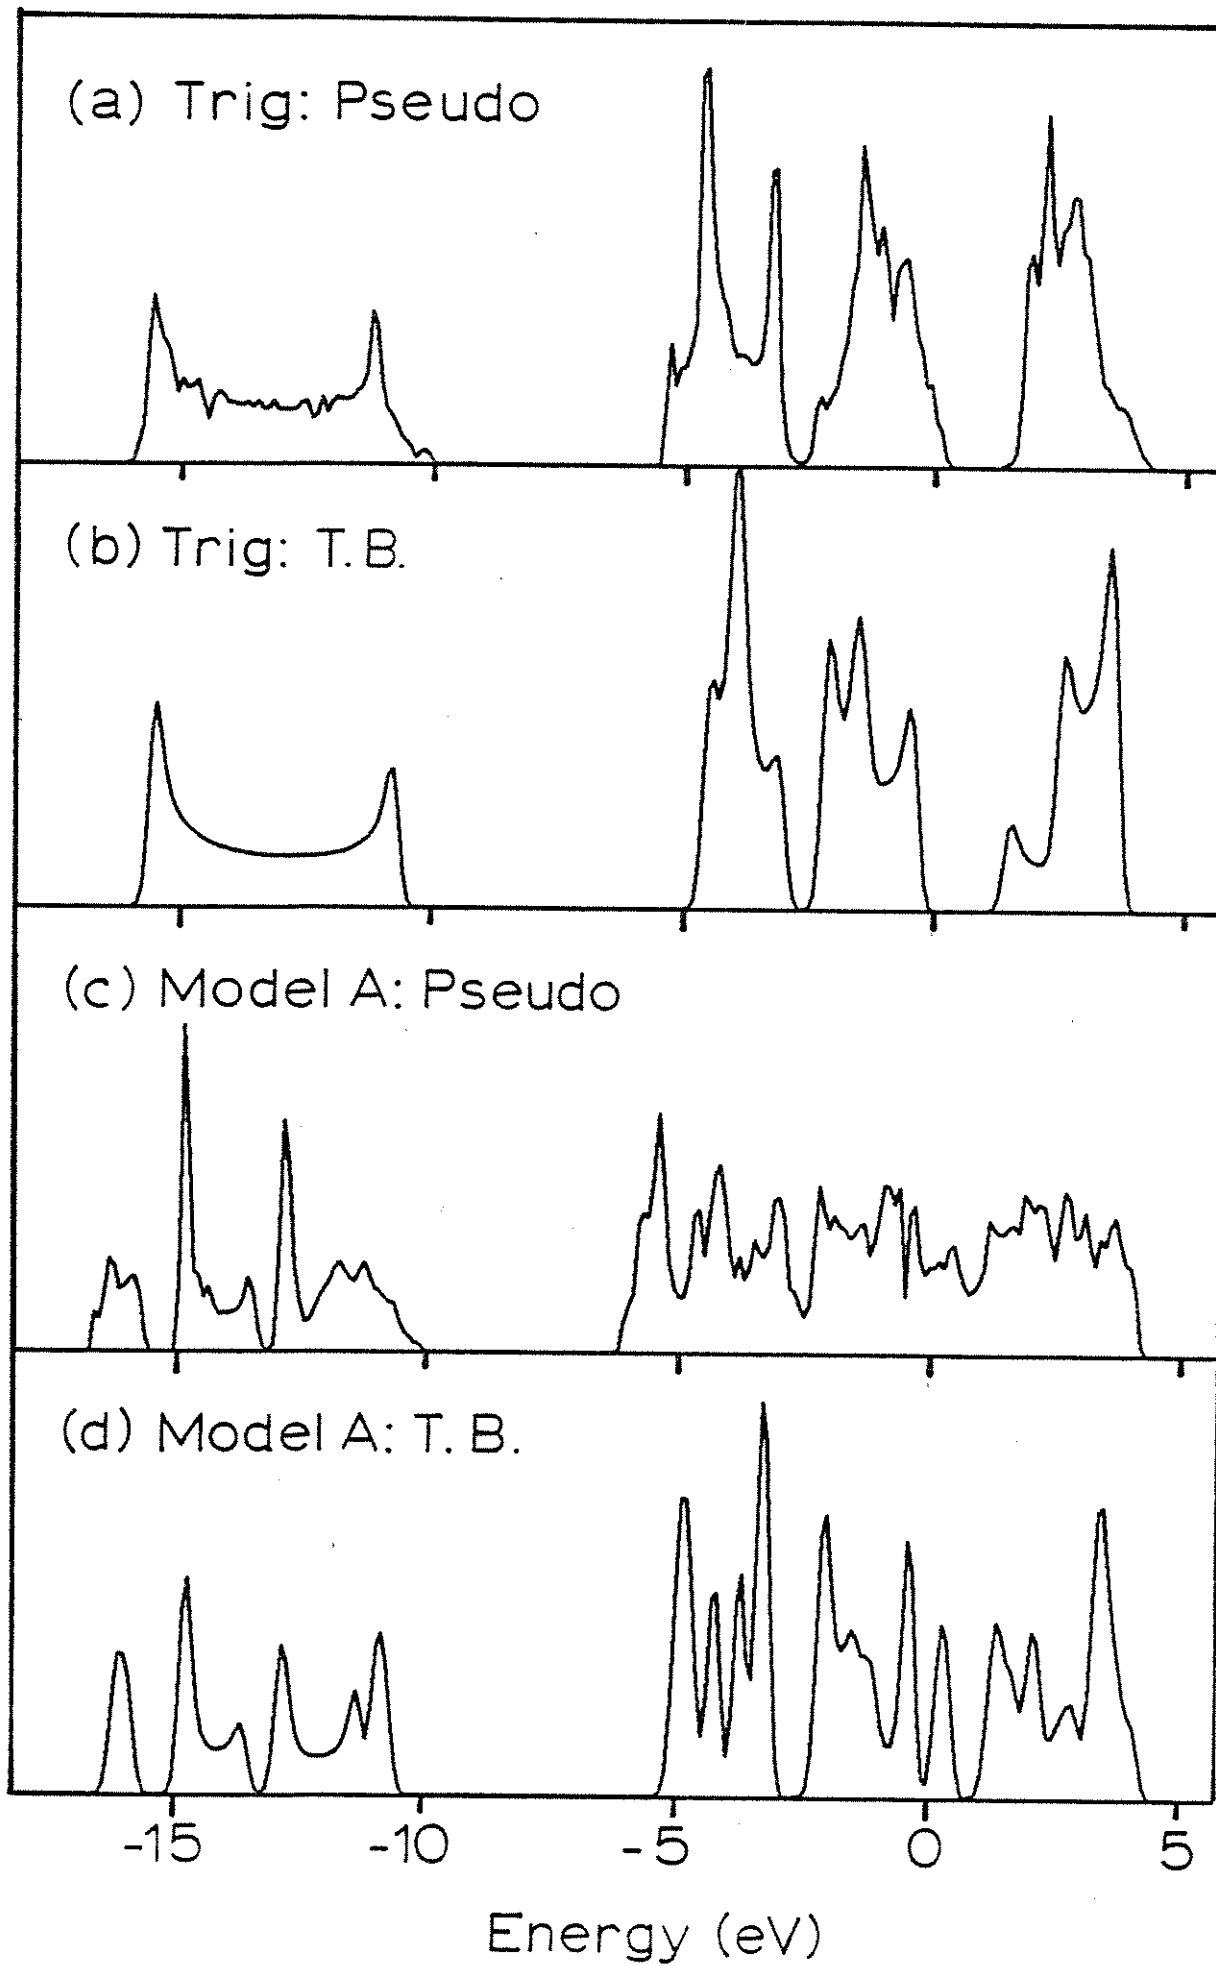 (a) Trig: Pseudo
(b) Trig: T.B.
(c) Model A: Pseudo
(d) Model A: T. B.
-15 -10 -5 0 5
Energy (eV)